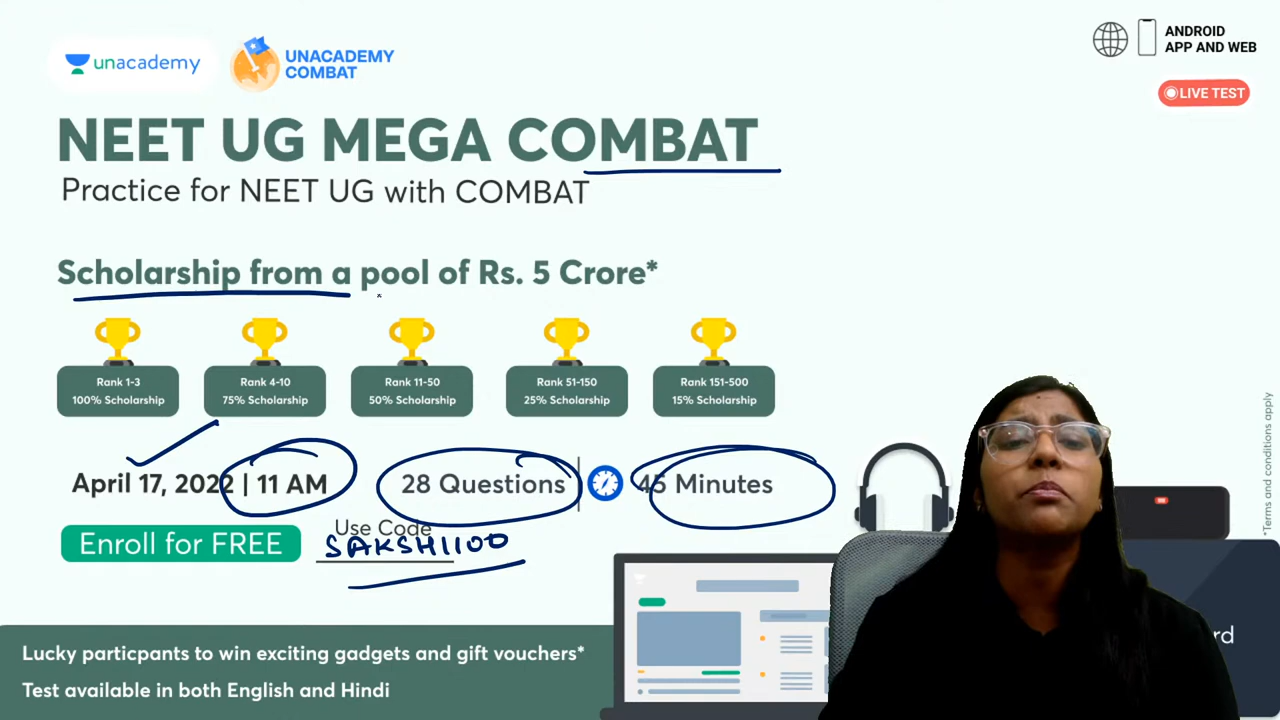 unacademy
UNACADEMY
COMBAT
ANDROID
APP AND WEB
LIVE TEST
NEET UG MEGA COMBAT
Practice for NEET UG with COMBAT
Scholarship from a pool of Rs. 5 Crore*
Rank 1-3
100% Scholarship
Rank 4-10
75% Scholarship
Rank 11-50
50% Scholarship
Rank 51-150
25% Scholarship
Rank 151-500
15% Scholarship
April 17, 2022 | 11 AM
28 Questions
45 Minutes
Enroll for FREE
Use Code
SAKSHI100
Lucky particpants to win exciting gadgets and gift vouchers*
Test available in both English and Hindi
*Terms and conditions apply